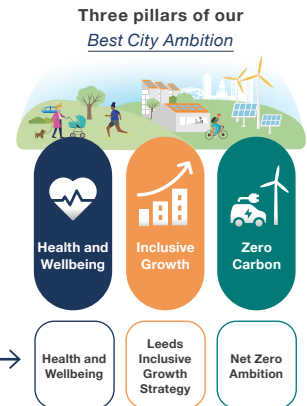 Three pillars of our
Best City Ambition
Health and
Wellbeing
Inclusive
Growth
Zero
Carbon
Health and
Wellbeing
Leeds
Inclusive
Growth
Strategy
Net Zero
Ambition